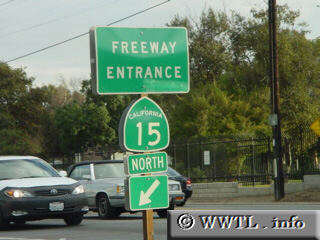 FREEWAY
ENTRANCE
CALIFORNIA
15
NORTH
© WWTL . info